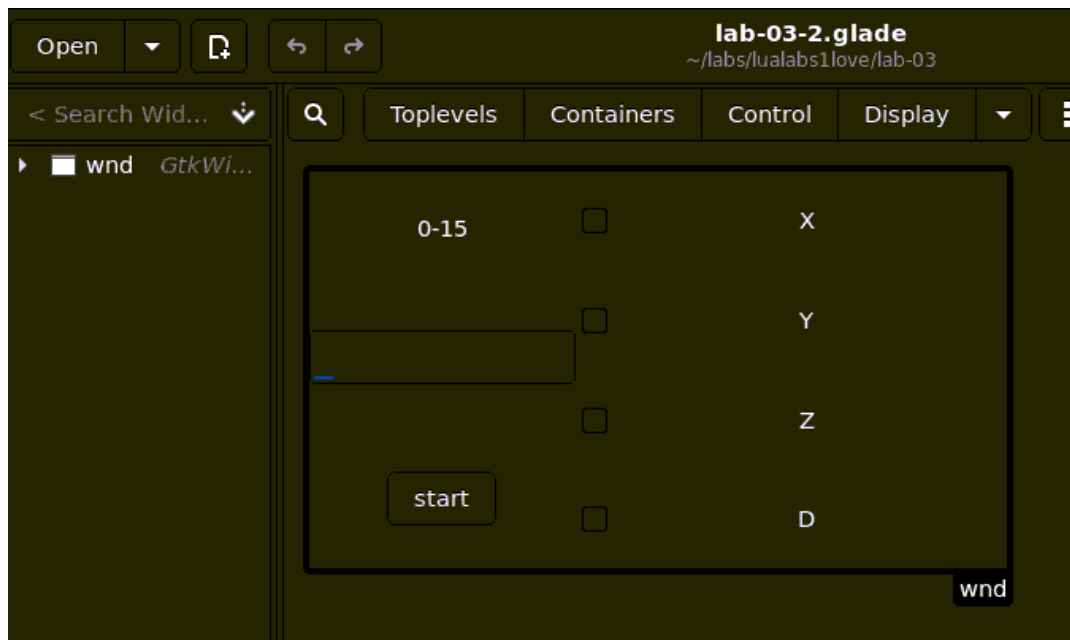 Open
lab-03-2.glade
~/labs/lualabs1love/lab-03
< Search Wid...
Toplevels Containers Control Display
wnd GtkWi...
0-15
X
Y
Z
start
D
wnd